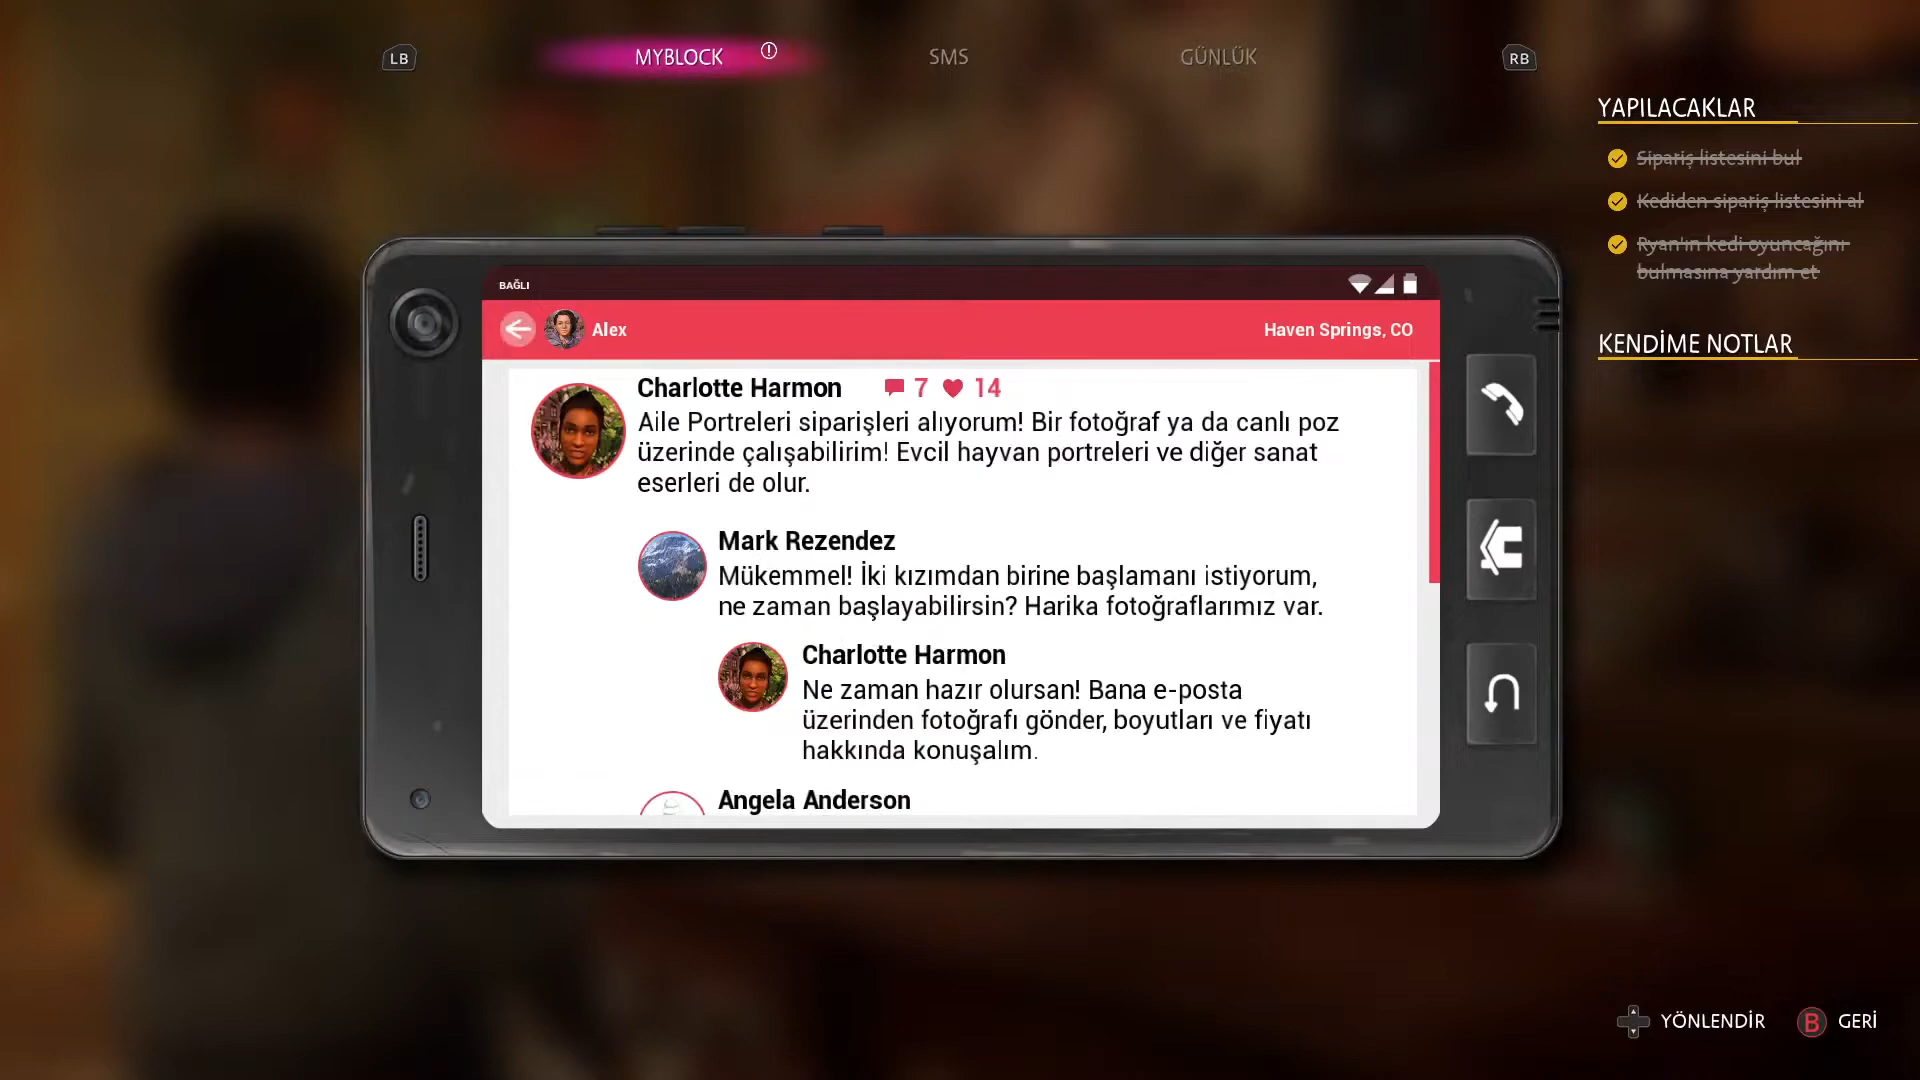 LB
MYBLOCK
SMS
GÜNLÜK
RB
YAPILACAKLAR
Sipariş listesini bul
Kediden sipariş listesini al
Ryan'ın kedi oyuncağını
bulmasına yardım et
KENDİME NOTLAR
BAĞLI
Alex
Haven Springs, CO
Charlotte Harmon 7 14
Aile Portreleri siparişleri alıyorum! Bir fotoğraf ya da canlı poz
üzerinde çalışabilirim! Evcil hayvan portreleri ve diğer sanat
eserleri de olur.
Mark Rezendez
Mükemmel! İki kızımdan birine başlamanı istiyorum,
ne zaman başlayabilirsin? Harika fotoğraflarımız var.
Charlotte Harmon
Ne zaman hazır olursan! Bana e-posta
üzerinden fotoğrafı gönder, boyutları ve fiyatı
hakkında konuşalım.
Angela Anderson
YÖNLENDİR
B GERİ